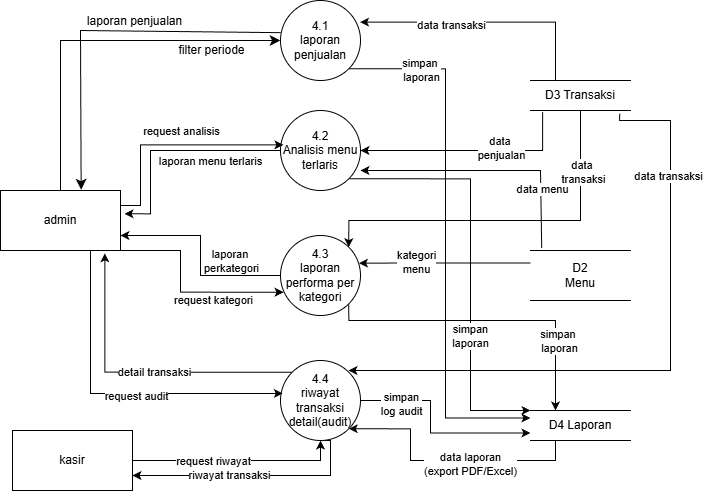 laporan penjualan
filter periode
4.1
laporan
penjualan
data transaksi
simpan
laporan
D3 Transaksi
request analisis
laporan menu terlaris
4.2
Analisis menu
terlaris
data
penjualan
data menu
data
transaksi
data transaksi
admin
laporan
perkategori
request kategori
4.3
laporan
performa per
kategori
kategori
menu
D2
Menu
simpan
laporan
simpan
laporan
detail transaksi
request audit
4.4
riwayat
transaksi
detail(audit)
simpan
log audit
D4 Laporan
data laporan
(export PDF/Excel)
kasir
request riwayat
riwayat transaksi